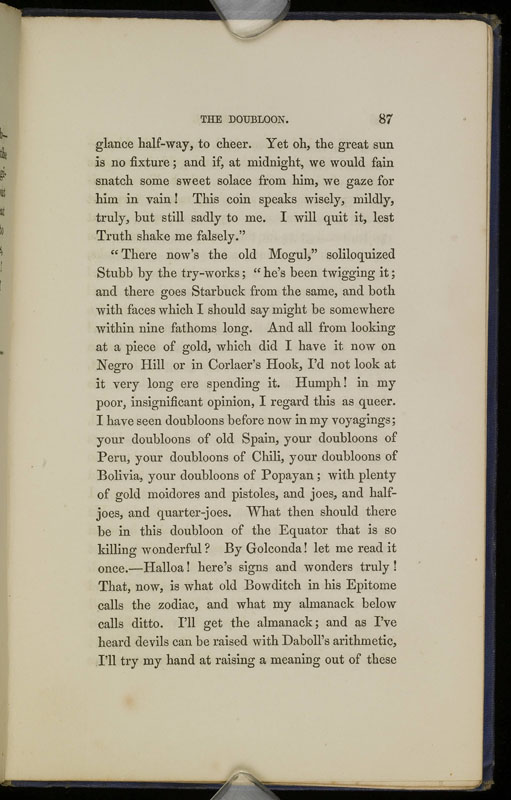 THE DOUBLOON. 87
glance half-way, to cheer. Yet oh, the great sun
is no fixture; and if, at midnight, we would fain
snatch some sweet solace from him, we gaze for
him in vain! This coin speaks wisely, mildly,
truly, but still sadly to me. I will quit it, lest
Truth shake me falsely.”
“There now's the old Mogul,” soliloquized
Stubb by the try-works; “he's been twigging it;
and there goes Starbuck from the same, and both
with faces which I should say might be somewhere
within nine fathoms long. And all from looking
at a piece of gold, which did I have it now on
Negro Hill or in Corlaer's Hook, I'd not look at
it very long ere spending it. Humph! in my
poor, insignificant opinion, I regard this as queer.
I have seen doubloons before now in my voyagings;
your doubloons of old Spain, your doubloons of
Peru, your doubloons of Chili, your doubloons of
Bolivia, your doubloons of Popayan; with plenty
of gold moidores and pistoles, and joes, and half-
joes, and quarter-joes. What then should there
be in this doubloon of the Equator that is so
killing wonderful? By Golconda! let me read it
once.—Halloa! here's signs and wonders truly!
That, now, is what old Bowditch in his Epitome
calls the zodiac, and what my almanack below
calls ditto. I'll get the almanack; and as I've
heard devils can be raised with Daboll's arithmetic,
I'll try my hand at raising a meaning out of these